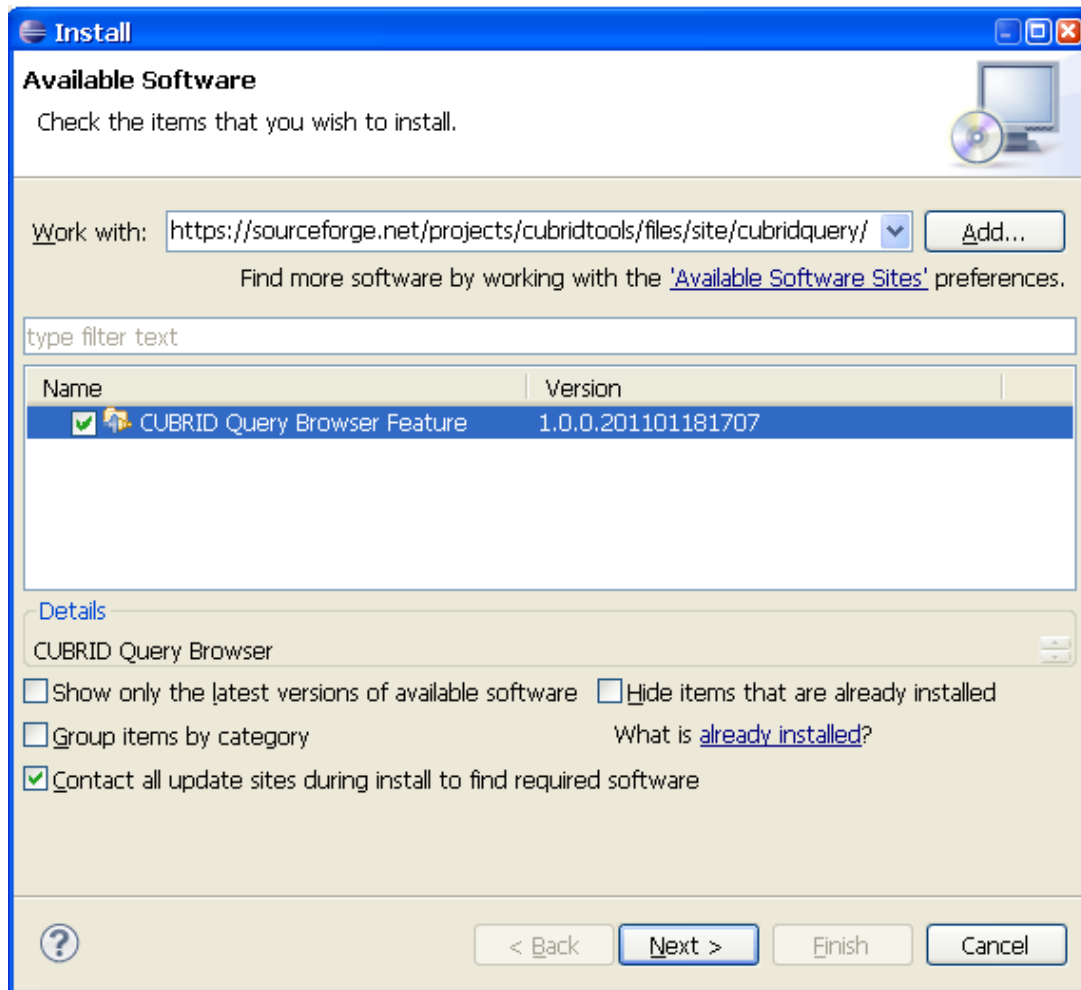 Install
Available Software
Check the items that you wish to install.
Work with: https://sourceforge.net/projects/cubridtools/files/site/cubridquery/ Add...
Find more software by working with the 'Available Software Sites' preferences.
type filter text
Name Version
CUBRID Query Browser Feature 1.0.0.201101181707
Details
CUBRID Query Browser
Show only the latest versions of available software Hide items that are already installed
Group items by category What is already installed?
Contact all update sites during install to find required software
? < Back Next > Finish Cancel